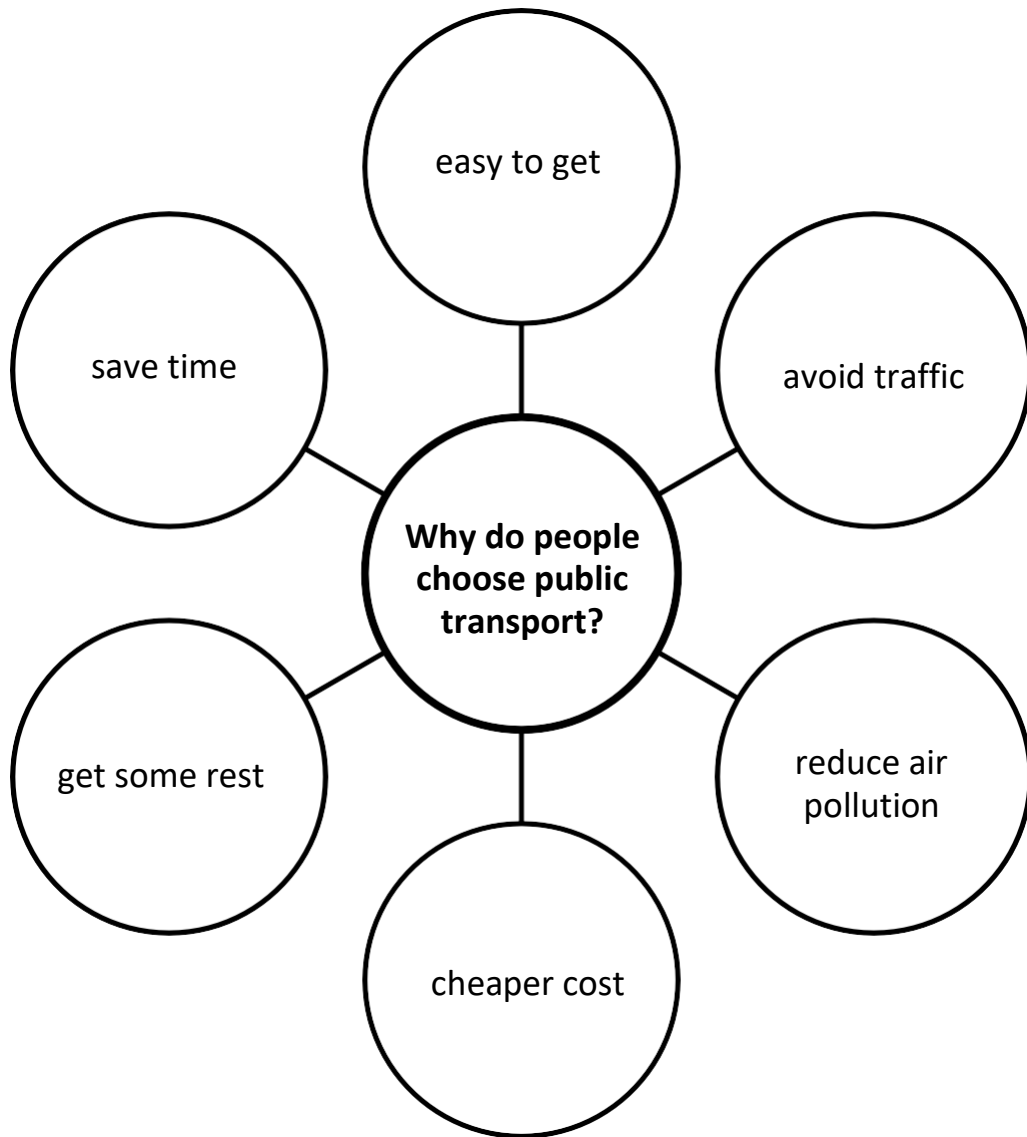 easy to get
save time
avoid traffic
Why do people
choose public
transport?
get some rest
reduce air
pollution
cheaper cost